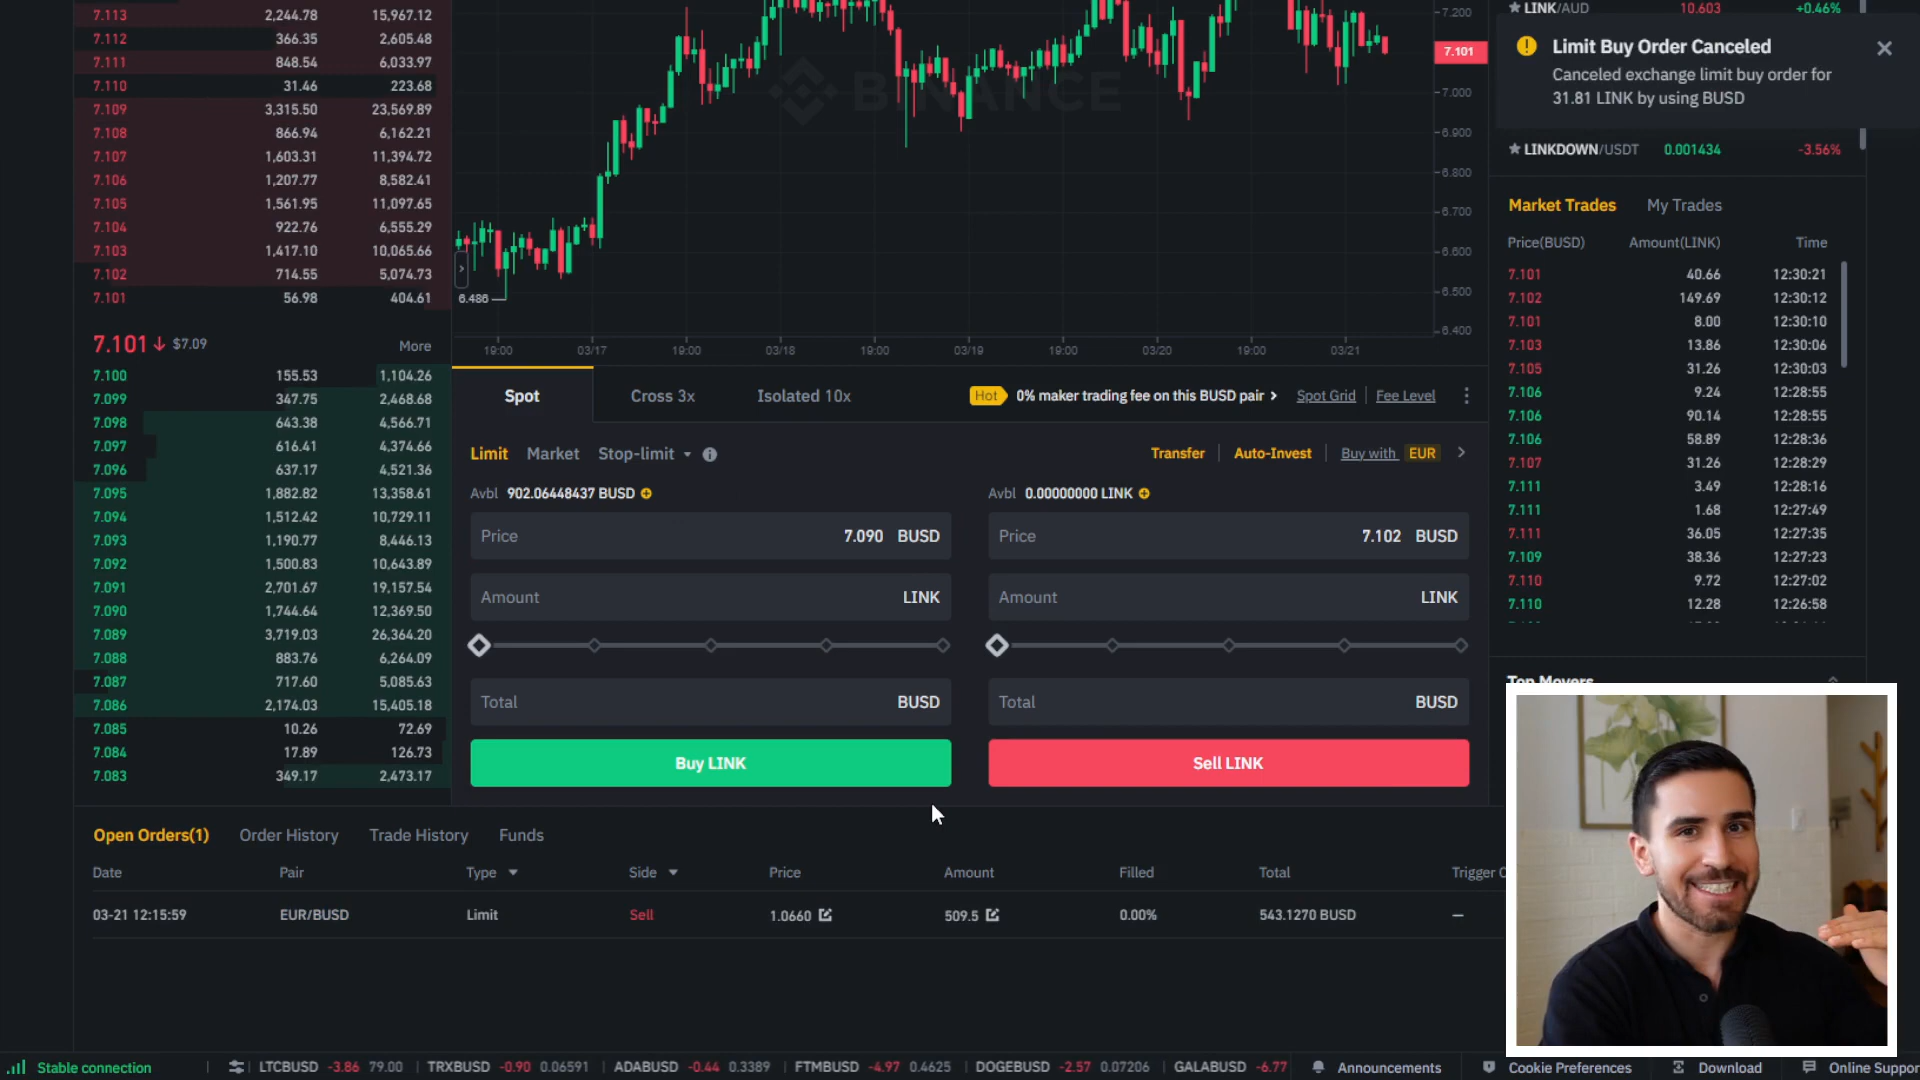 7.113 2,244.78 15,967.12
7.112 366.35 2,605.48
7.111 848.54 6,033.97
7.110 31.46 223.68
7.109 3,315.50 23,569.89
7.108 866.94 6,162.21
7.107 1,603.31 11,394.72
7.106 1,207.77 8,582.41
7.105 1,561.95 11,097.65
7.104 922.76 6,555.29
7.103 1,417.10 10,065.66
7.102 714.55 5,074.73
7.101 56.98 404.61
7.101 $7.09 More
7.100 155.53 1,104.26
7.099 347.75 2,468.68
7.098 643.38 4,566.71
7.097 616.41 4,374.66
7.096 637.17 4,521.36
7.095 1,882.82 13,358.61
7.094 1,512.42 10,729.11
7.093 1,190.77 8,446.13
7.092 1,500.83 10,643.89
7.091 2,701.67 19,157.54
7.090 1,744.64 12,369.50
7.089 3,719.03 26,364.20
7.088 883.76 6,264.09
7.087 717.60 5,085.63
7.086 2,174.03 15,405.18
7.085 10.26 72.69
7.084 17.89 126.73
7.083 349.17 2,473.17
BINANCE
7.200
7.101
7.000
6.900
6.800
6.700
6.600
6.500
6.400
6.486
19:00 03/17 19:00 03/18 19:00 03/19 19:00 03/20 19:00 03/21
Spot Cross 3x Isolated 10x Hot 0% maker trading fee on this BUSD pair Spot Grid Fee Level
Limit Market Stop-limit Transfer Auto-Invest Buy with EUR
Avbl 902.06448437 BUSD Avbl 0.00000000 LINK
Price 7.090 BUSD Price 7.102 BUSD
Amount LINK Amount LINK
Total BUSD Total BUSD
Buy LINK Sell LINK
LINK/AUD 10.603 +0.46%
Limit Buy Order Canceled
Canceled exchange limit buy order for
31.81 LINK by using BUSD
LINKDOWN/USDT 0.001434 -3.56%
Market Trades My Trades
Price(BUSD) Amount(LINK) Time
7.101 40.66 12:30:21
7.102 149.69 12:30:12
7.101 8.00 12:30:10
7.103 13.86 12:30:06
7.105 31.26 12:30:03
7.106 9.24 12:28:55
7.106 90.14 12:28:55
7.106 58.89 12:28:36
7.107 31.26 12:28:29
7.111 3.49 12:28:16
7.111 1.68 12:27:49
7.111 36.05 12:27:35
7.109 38.36 12:27:23
7.110 9.72 12:27:02
7.110 12.28 12:26:58
Top Movers
Open Orders(1) Order History Trade History Funds
Date Pair Type Side Price Amount Filled Total Trigger
03-21 12:15:59 EUR/BUSD Limit Sell 1.0660 509.5 0.00% 543.1270 BUSD —
Stable connection LTCBUSD -3.86 79.00 TRXBUSD -0.90 0.06591 ADABUSD -0.44 0.3389 FTMBUSD -4.97 0.4625 DOGEBUSD -2.57 0.07206 GALABUSD -6.77 Announcements Cookie Preferences Download Online Suppor